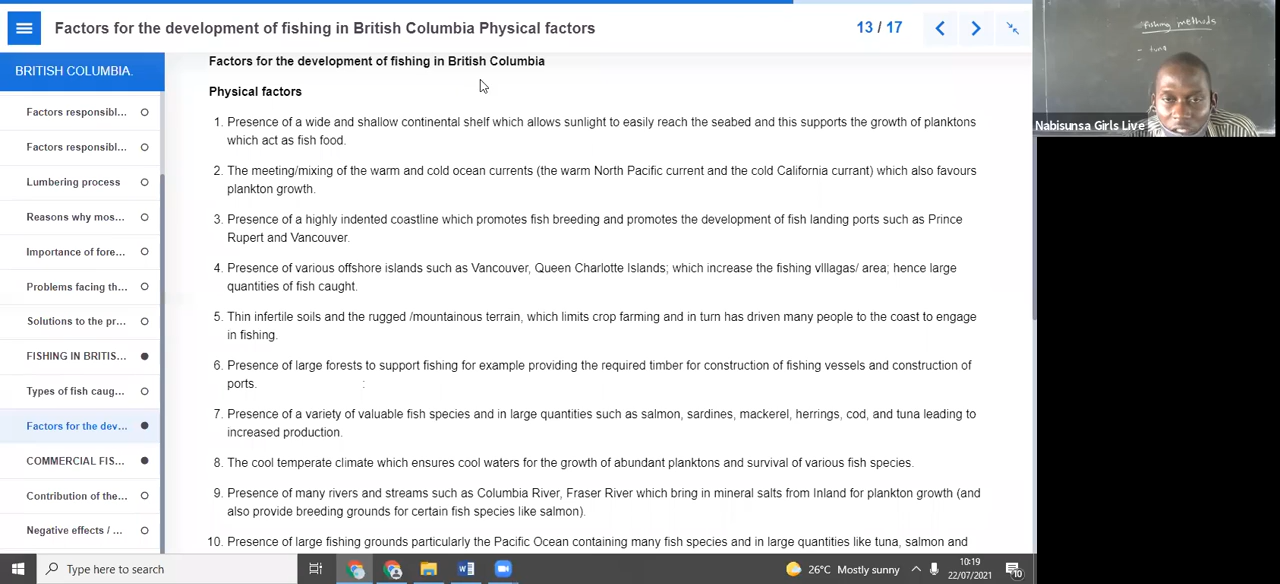 Factors for the development of fishing in British Columbia Physical factors
13 / 17
BRITISH COLUMBIA.
Factors responsibl...
Factors responsibl...
Lumbering process
Reasons why mos...
Importance of fore...
Problems facing th...
Solutions to the pr...
FISHING IN BRITIS...
Types of fish caug...
Factors for the dev...
COMMERCIAL FIS...
Contribution of the...
Negative effects / ...
Factors for the development of fishing in British Columbia
Physical factors
1. Presence of a wide and shallow continental shelf which allows sunlight to easily reach the seabed and this supports the growth of planktons
which act as fish food.
2. The meeting/mixing of the warm and cold ocean currents (the warm North Pacific current and the cold California currant) which also favours
plankton growth.
3. Presence of a highly indented coastline which promotes fish breeding and promotes the development of fish landing ports such as Prince
Rupert and Vancouver.
4. Presence of various offshore islands such as Vancouver, Queen Charlotte Islands; which increase the fishing vlllagas/ area; hence large
quantities of fish caught.
5. Thin infertile soils and the rugged /mountainous terrain, which limits crop farming and in turn has driven many people to the coast to engage
in fishing.
6. Presence of large forests to support fishing for example providing the required timber for construction of fishing vessels and construction of
ports. :
7. Presence of a variety of valuable fish species and in large quantities such as salmon, sardines, mackerel, herrings, cod, and tuna leading to
increased production.
8. The cool temperate climate which ensures cool waters for the growth of abundant planktons and survival of various fish species.
9. Presence of many rivers and streams such as Columbia River, Fraser River which bring in mineral salts from Inland for plankton growth (and
also provide breeding grounds for certain fish species like salmon).
10. Presence of large fishing grounds particularly the Pacific Ocean containing many fish species and in large quantities like tuna, salmon and
fishing methods
- tuna
Nabisunsa Girls Live
Type here to search
26°C Mostly sunny
10:19
22/07/2021
10